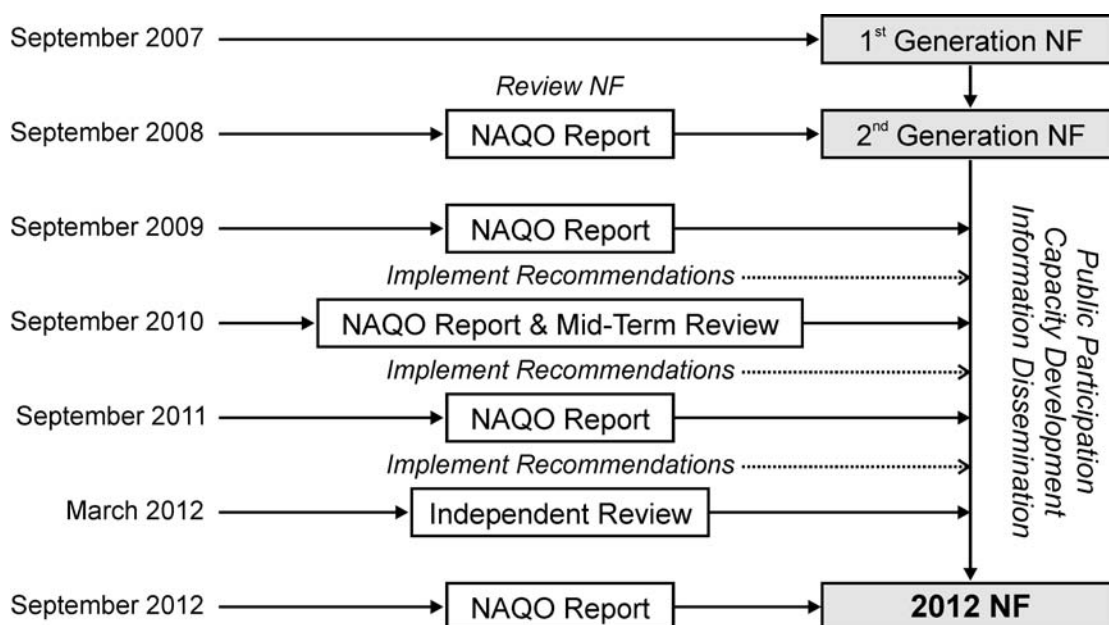 September 2007
1st Generation NF
Review NF
September 2008
NAQO Report
2nd Generation NF
September 2009
NAQO Report
Implement Recommendations
September 2010
NAQO Report & Mid-Term Review
Implement Recommendations
September 2011
NAQO Report
Implement Recommendations
March 2012
Independent Review
September 2012
NAQO Report
2012 NF
Public Participation
Capacity Development
Information Dissemination